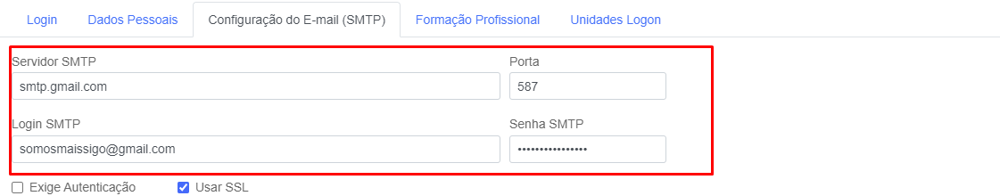 Login Dados Pessoais Configuração do E-mail (SMTP) Formação Profissional Unidades Logon
Servidor SMTP Porta
smtp.gmail.com 587
Login SMTP Senha SMTP
somosmaissigo@gmail.com ••••••••••••••••
Exige Autenticação Usar SSL